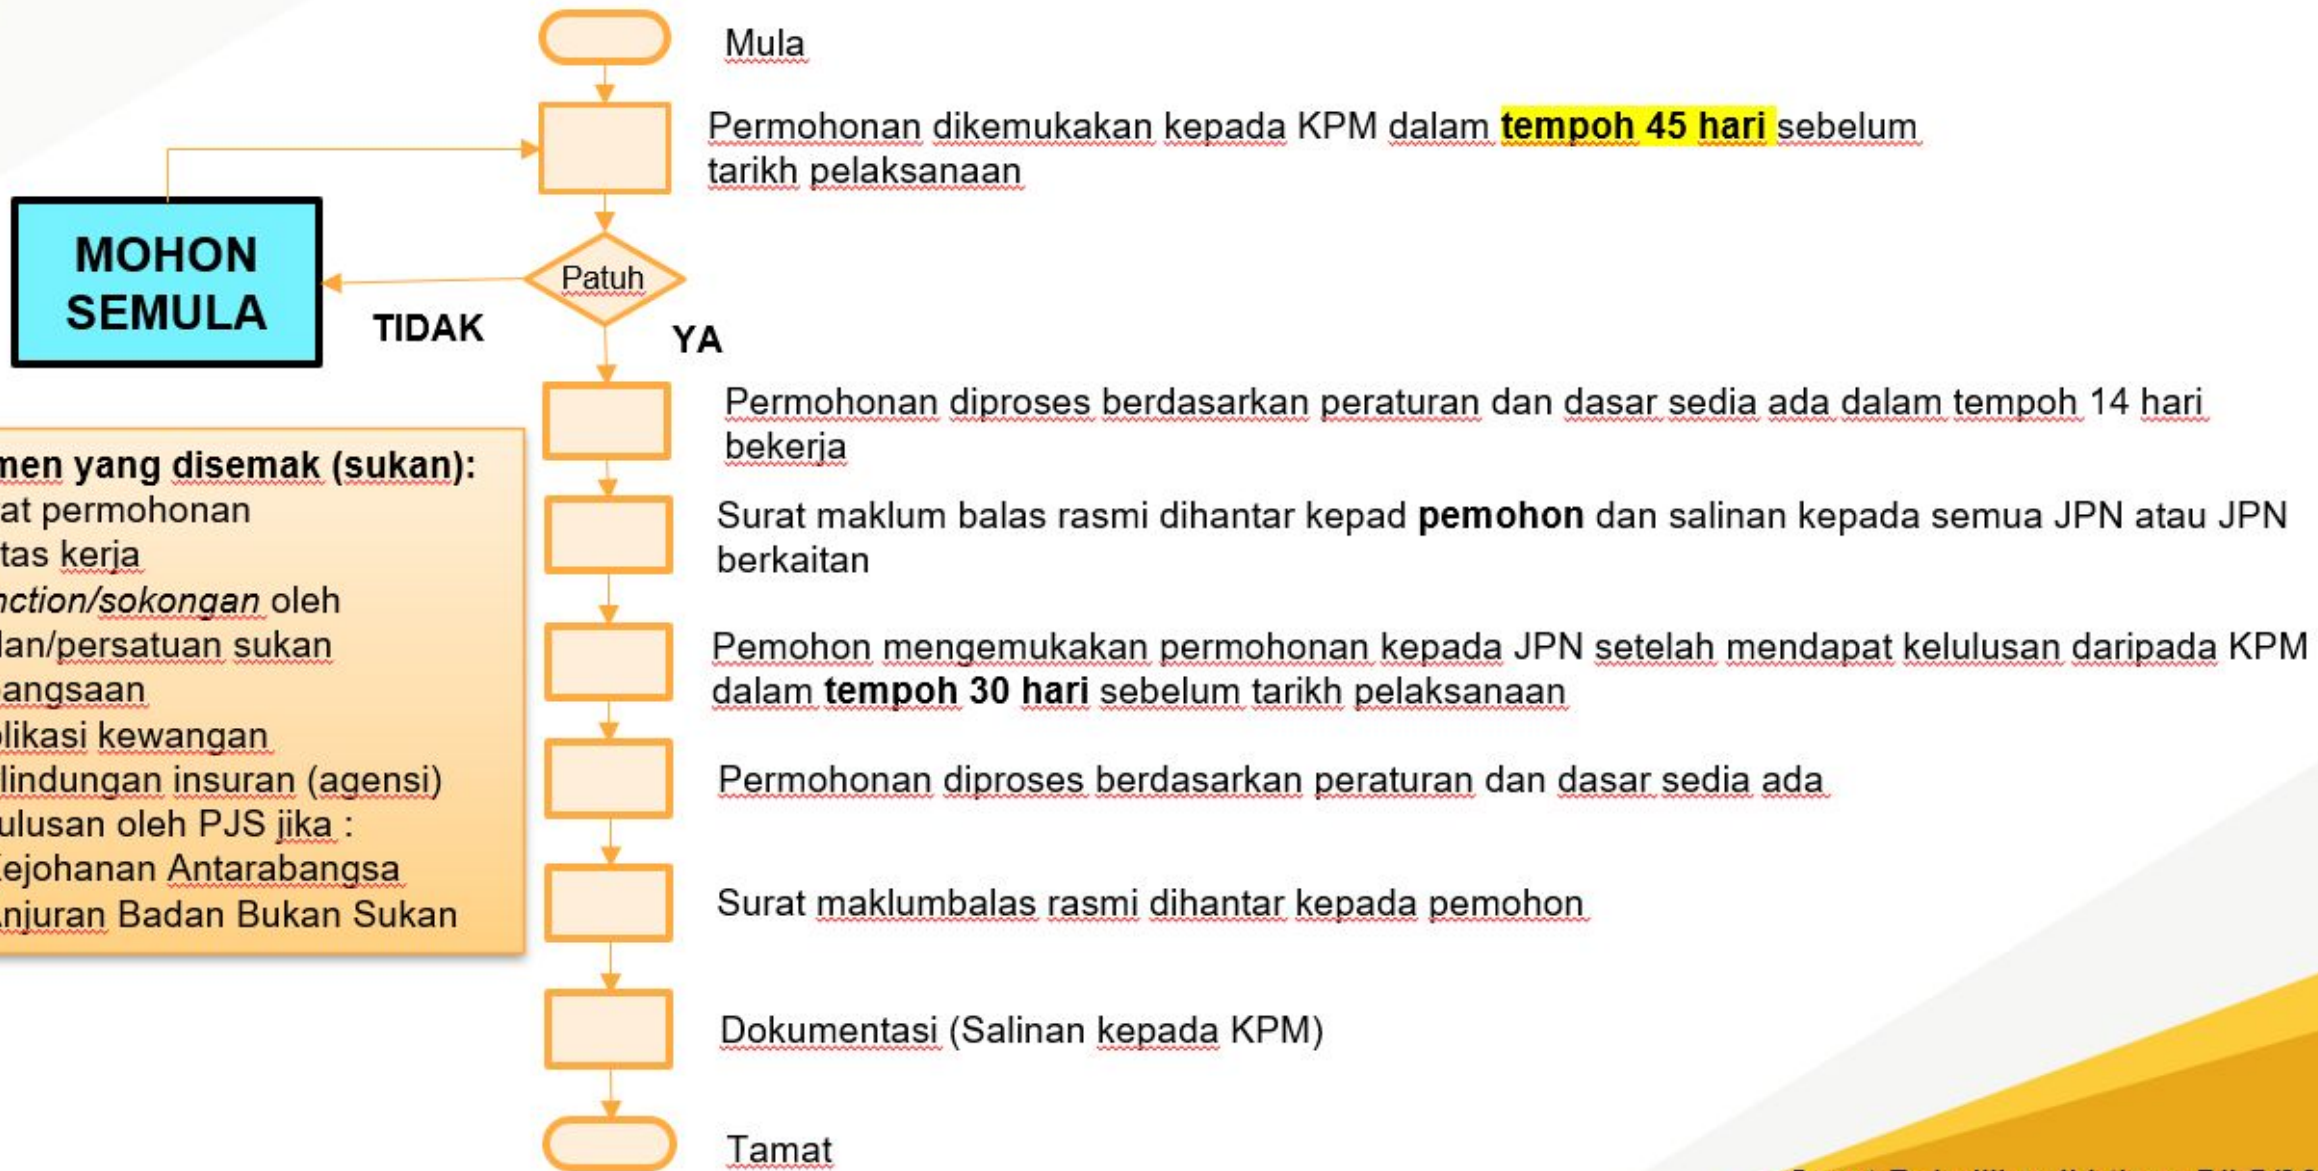 Mula
Permohonan dikemukakan kepada KPM dalam tempoh 45 hari sebelum
tarikh pelaksanaan
MOHON
SEMULA
Patuh
TIDAK
YA
Permohonan diproses berdasarkan peraturan dan dasar sedia ada dalam tempoh 14 hari
bekerja
Surat maklum balas rasmi dihantar kepad pemohon dan salinan kepada semua JPN atau JPN
berkaitan
Pemohon mengemukakan permohonan kepada JPN setelah mendapat kelulusan daripada KPM
dalam tempoh 30 hari sebelum tarikh pelaksanaan
Permohonan diproses berdasarkan peraturan dan dasar sedia ada
Surat maklumbalas rasmi dihantar kepada pemohon
Dokumentasi (Salinan kepada KPM)
Tamat
men yang disemak (sukan):
at permohonan
tas kerja
nction/sokongan oleh
dan/persatuan sukan
bangsaan
plikasi kewangan
lindungan insuran (agensi)
ulusan oleh PJS jika :
Kejohanan Antarabangsa
Anjuran Badan Bukan Sukan